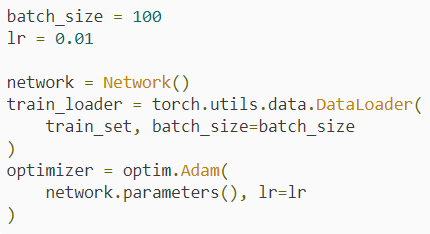 batch_size = 100
lr = 0.01

network = Network()
train_loader = torch.utils.data.DataLoader(
    train_set, batch_size=batch_size
)
optimizer = optim.Adam(
    network.parameters(), lr=lr
)